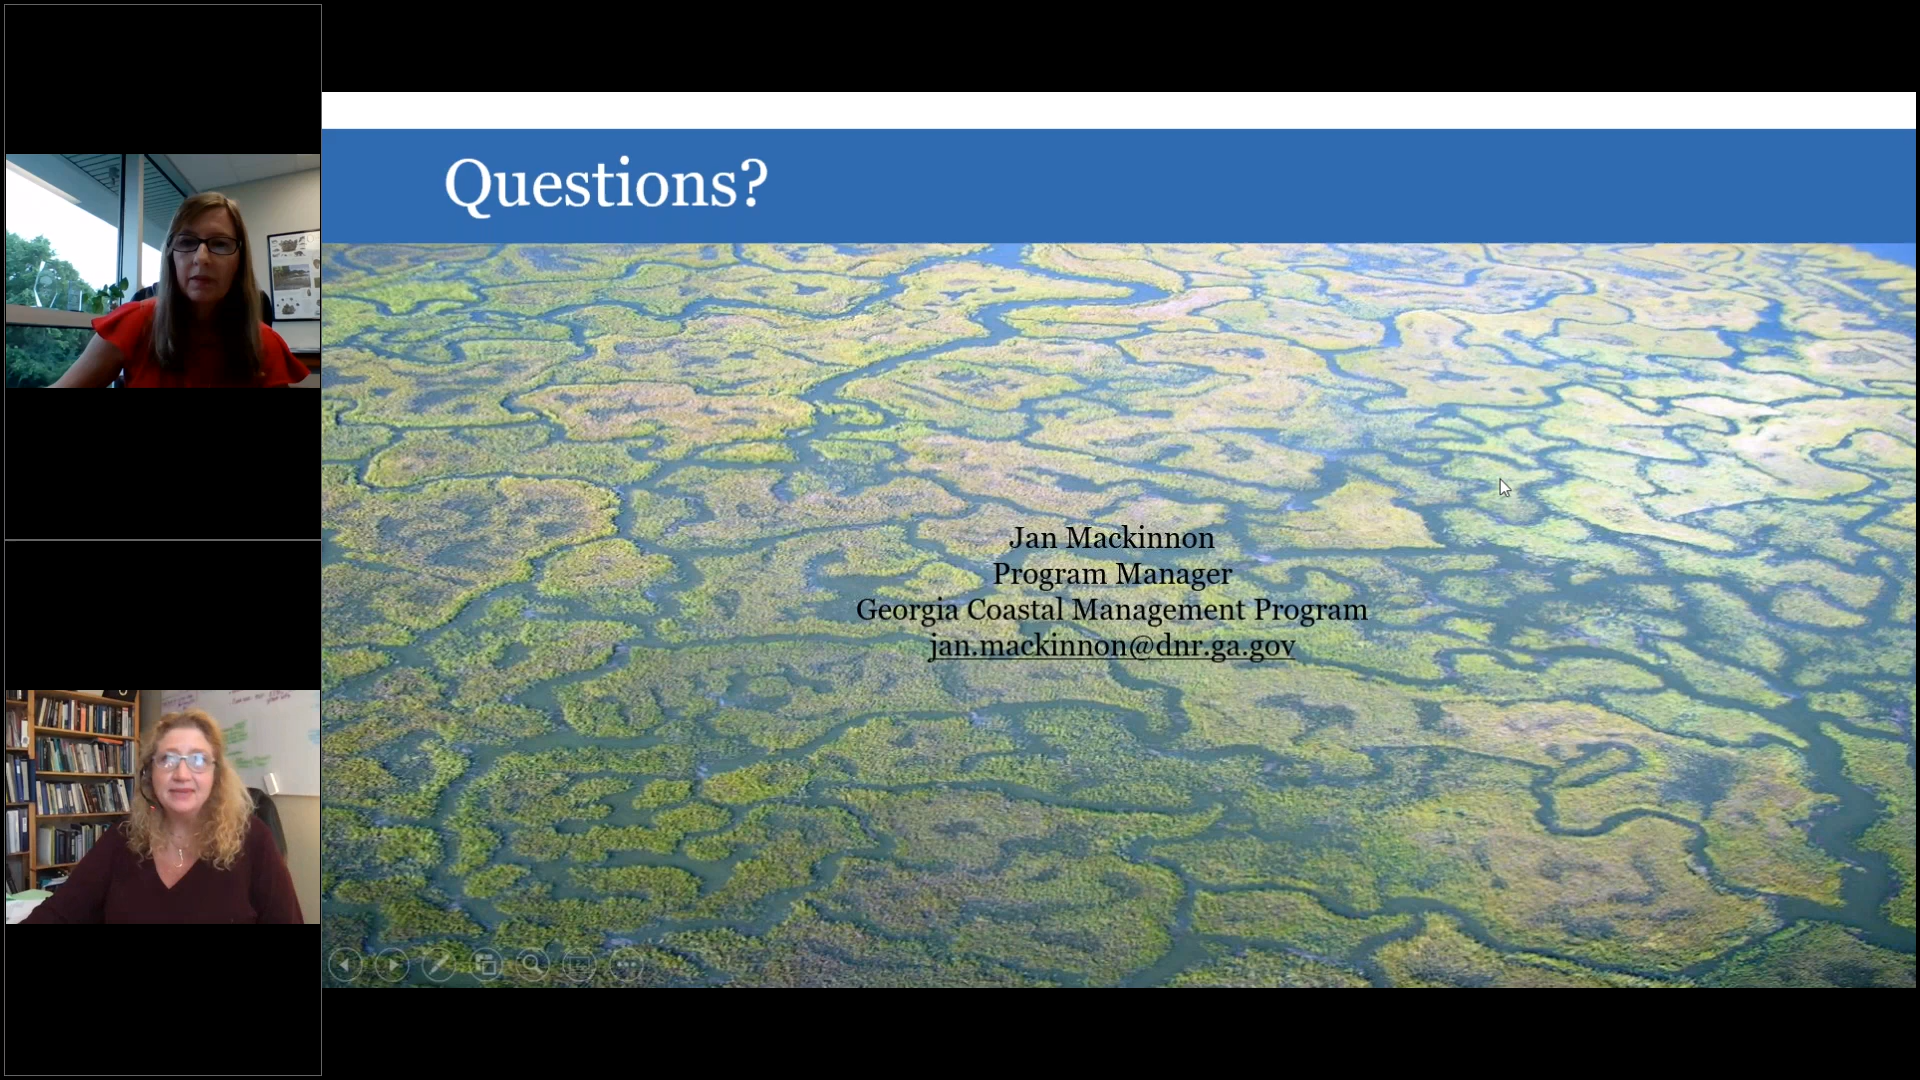 Questions?
Jan Mackinnon
Program Manager
Georgia Coastal Management Program
jan.mackinnon@dnr.ga.gov